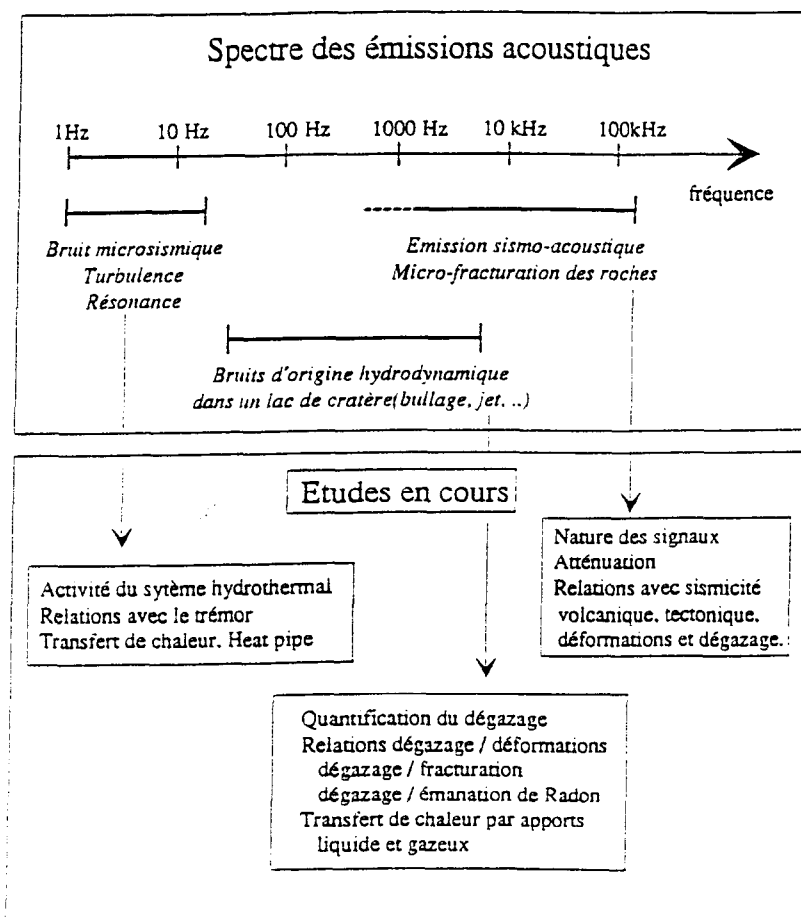 Spectre des émissions acoustiques
1Hz 10 Hz 100 Hz 1000 Hz 10 kHz 100kHz
fréquence
Bruit microsismique
Turbulence
Résonance
Emission sismo-acoustique
Micro-fracturation des roches
Bruits d'origine hydrodynamique
dans un lac de cratère(bullage, jet, ..)
Etudes en cours
Activité du sytème hydrothermal
Relations avec le trémor
Transfert de chaleur. Heat pipe
Nature des signaux
Atténuation
Relations avec sismicité
volcanique, tectonique,
déformations et dégazage.
Quantification du dégazage
Relations dégazage / déformations
dégazage / fracturation
dégazage / émanation de Radon
Transfert de chaleur par apports
liquide et gazeux